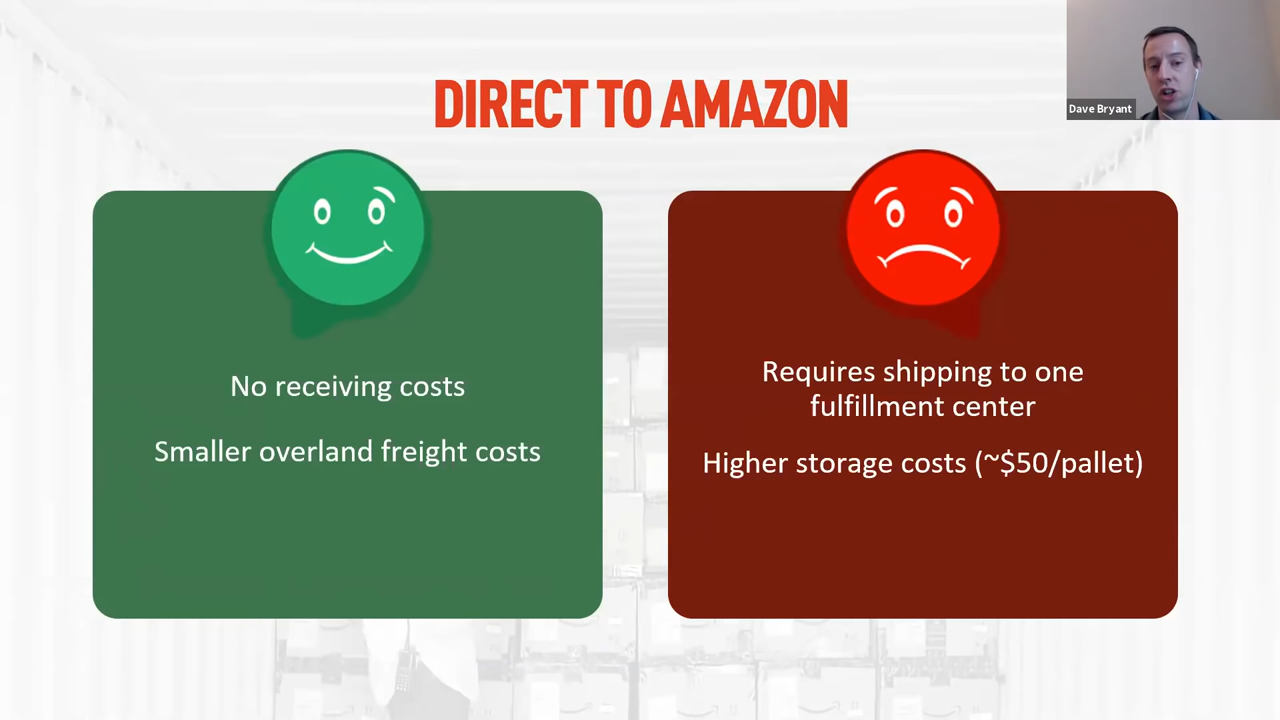 DIRECT TO AMAZON
Dave Bryant
No receiving costs
Smaller overland freight costs
Requires shipping to one
fulfillment center
Higher storage costs (~$50/pallet)